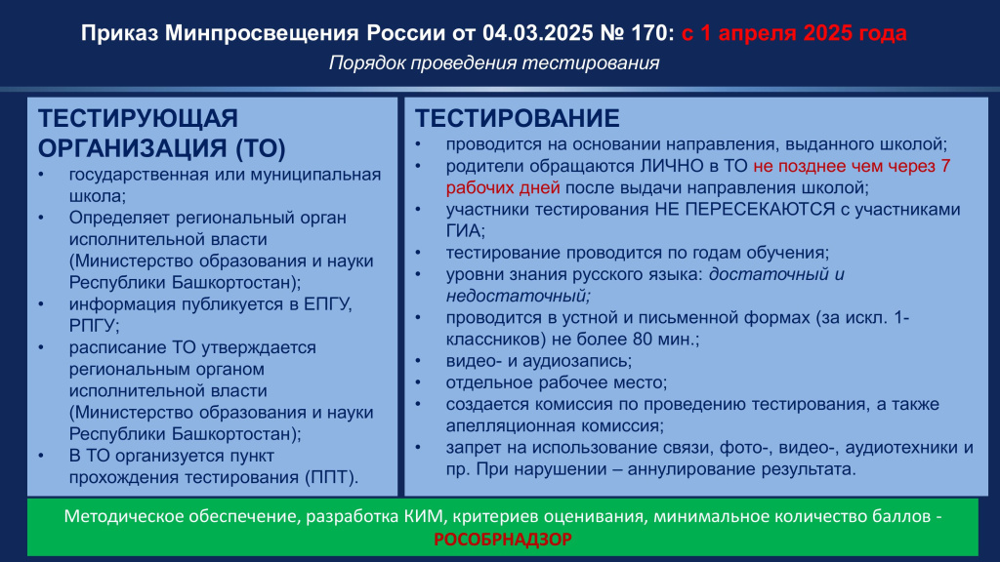 Приказ Минпросвещения России от 04.03.2025 № 170: с 1 апреля 2025 года
Порядок проведения тестирования
ТЕСТИРУЮЩАЯ
ОРГАНИЗАЦИЯ (ТО)
• государственная или муниципальная
школа;
• Определяет региональный орган
исполнительной власти
(Министерство образования и науки
Республики Башкортостан);
• информация публикуется в ЕПГУ,
РПГУ;
• расписание ТО утверждается
региональным органом
исполнительной власти
(Министерство образования и науки
Республики Башкортостан);
• В ТО организуется пункт
прохождения тестирования (ППТ).
ТЕСТИРОВАНИЕ
• проводится на основании направления, выданного школой;
• родители обращаются ЛИЧНО в ТО не позднее чем через 7
рабочих дней после выдачи направления школой;
• участники тестирования НЕ ПЕРЕСЕКАЮТСЯ с участниками
ГИА;
• тестирование проводится по годам обучения;
• уровни знания русского языка: достаточный и
недостаточный;
• проводится в устной и письменной формах (за искл. 1-
классников) не более 80 мин.;
• видео- и аудиозапись;
• отдельное рабочее место;
• создается комиссия по проведению тестирования, а также
апелляционная комиссия;
• запрет на использование связи, фото-, видео-, аудиотехники и
пр. При нарушении – аннулирование результата.
Методическое обеспечение, разработка КИМ, критериев оценивания, минимальное количество баллов -
РОСОБРНАДЗОР